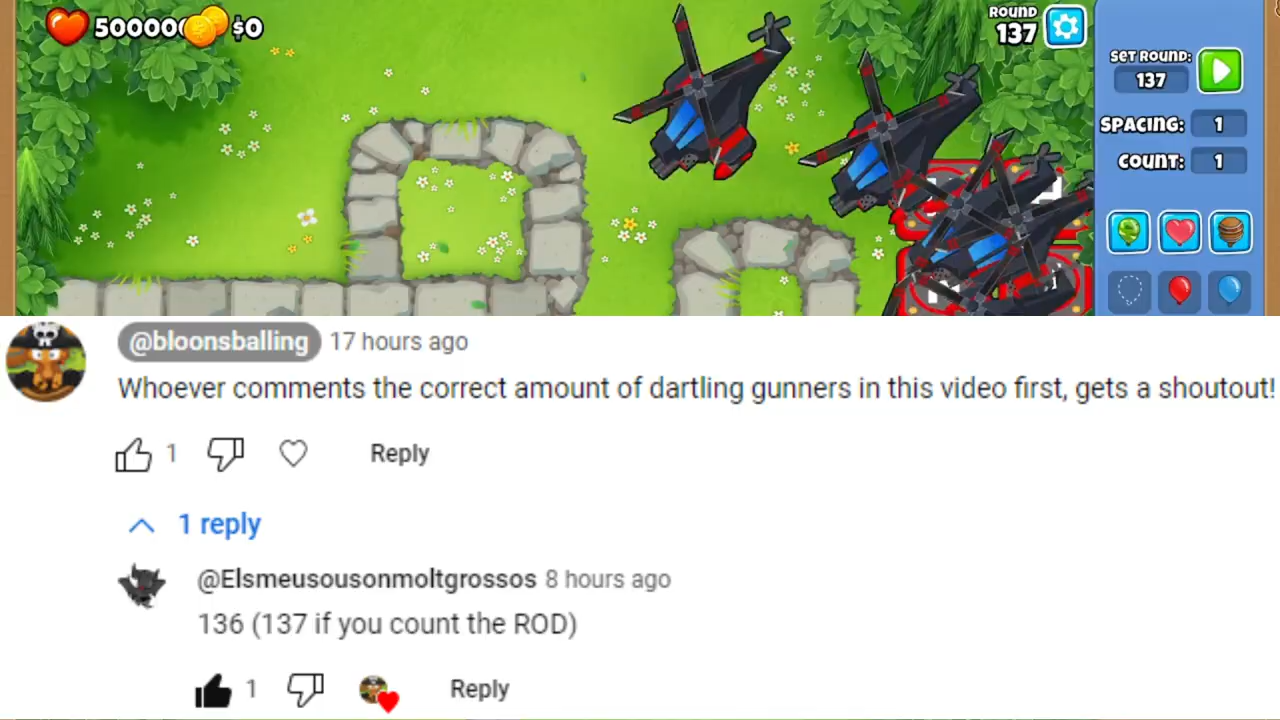 50000 $0
ROUND
137
SET ROUND:
137
SPACING: 1
COUNT: 1
@bloonsballing 17 hours ago
Whoever comments the correct amount of dartling gunners in this video first, gets a shoutout!
1 Reply
1 reply
@Elsmeusousonmoltgrossos 8 hours ago
136 (137 if you count the ROD)
1 Reply